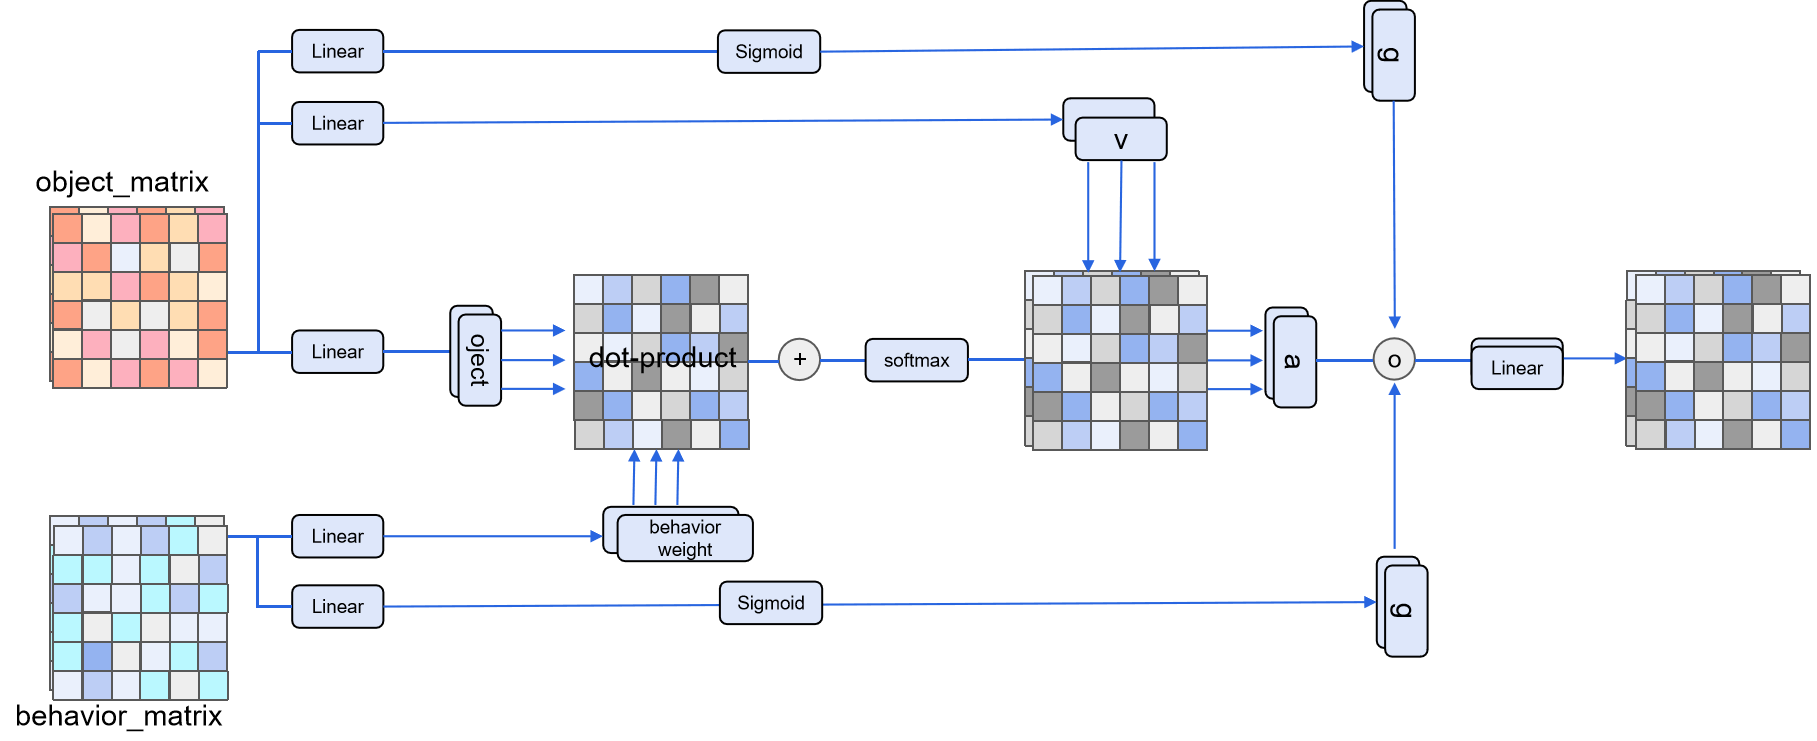 Linear
Sigmoid
g
Linear
v
object_matrix
Linear
oject
dot-product
+
softmax
a
o
Linear
Linear
behavior
weight
Linear
Sigmoid
g
behavior_matrix